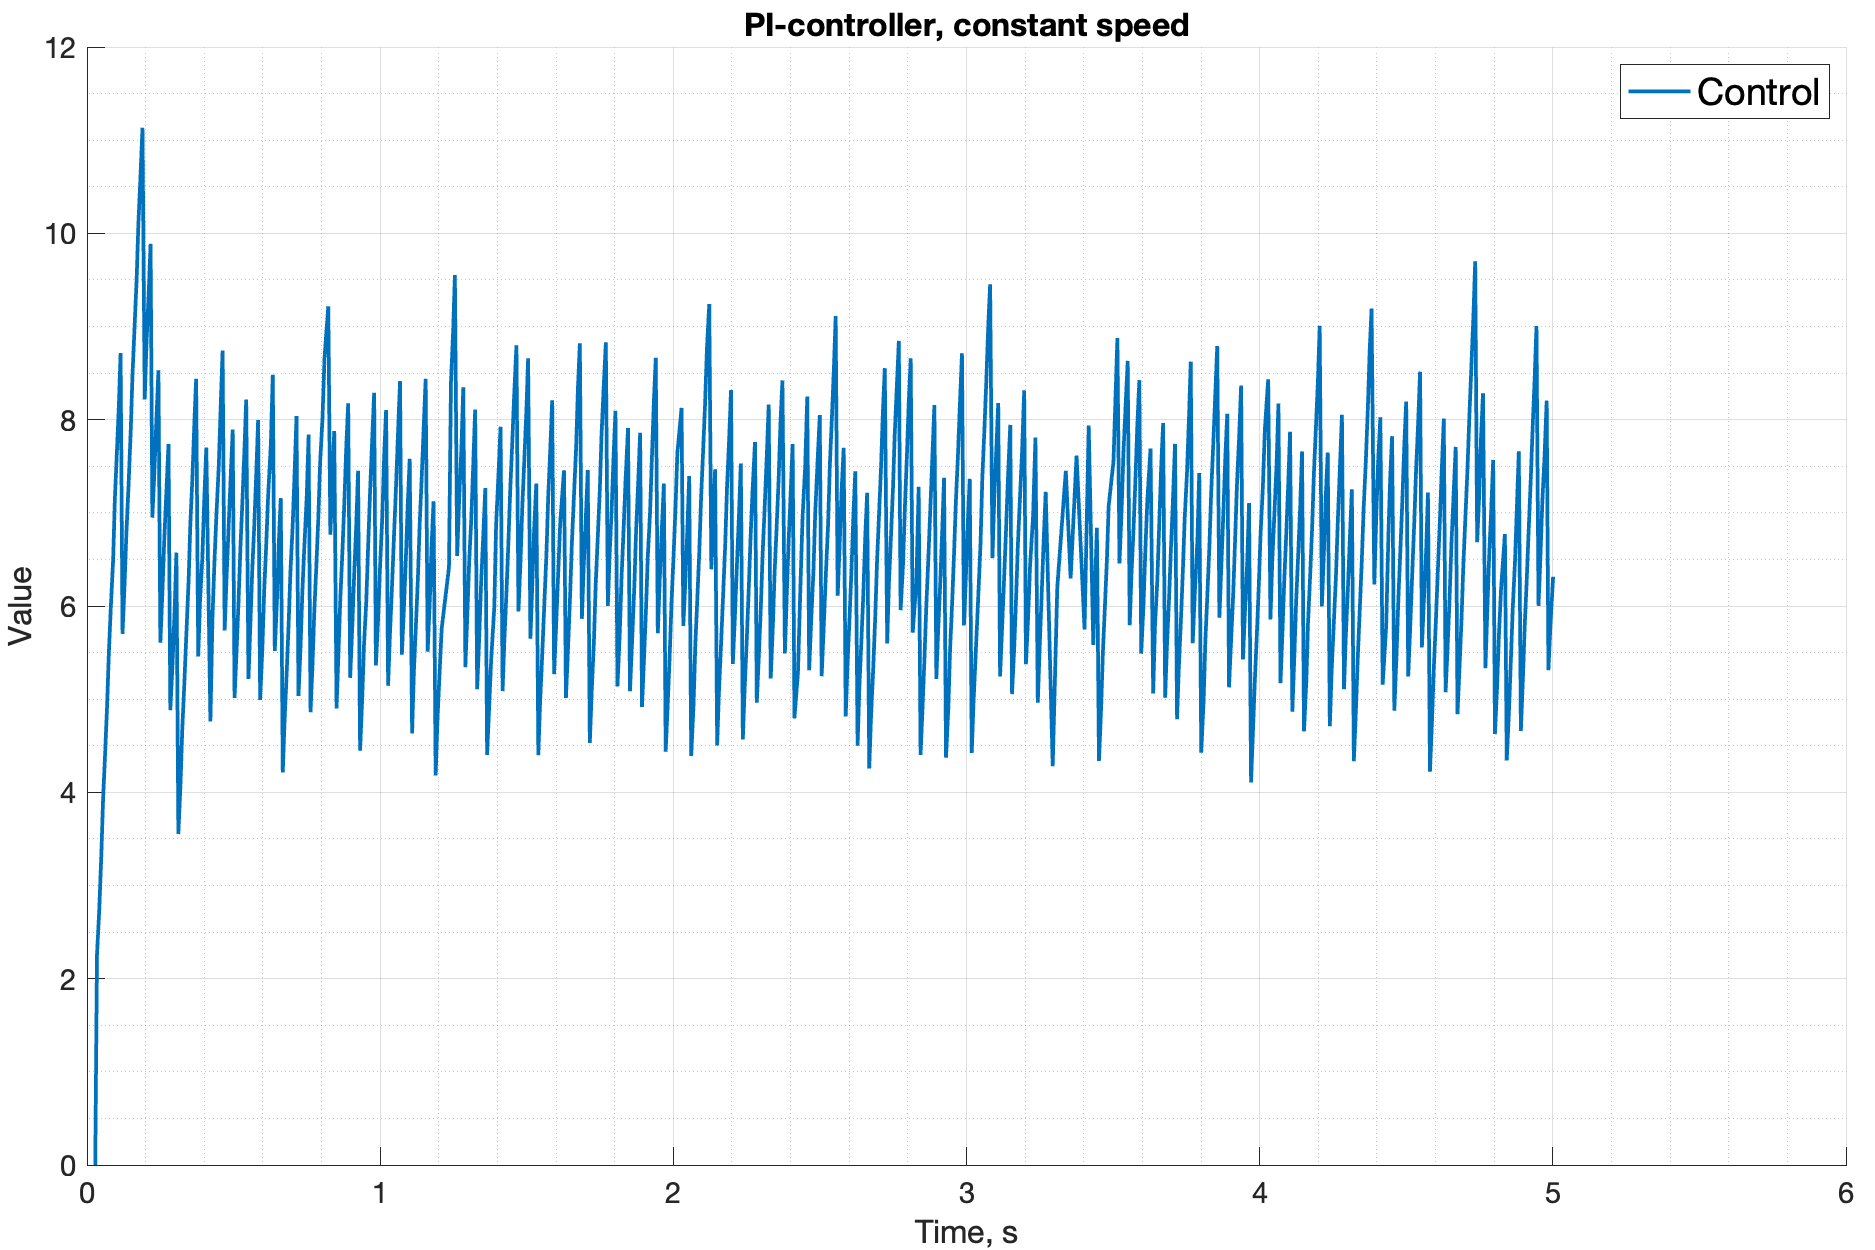 PI-controller, constant speed
12
Control
10
8
6
4
2
0
Value
0 1 2 3 4 5 6
Time, s